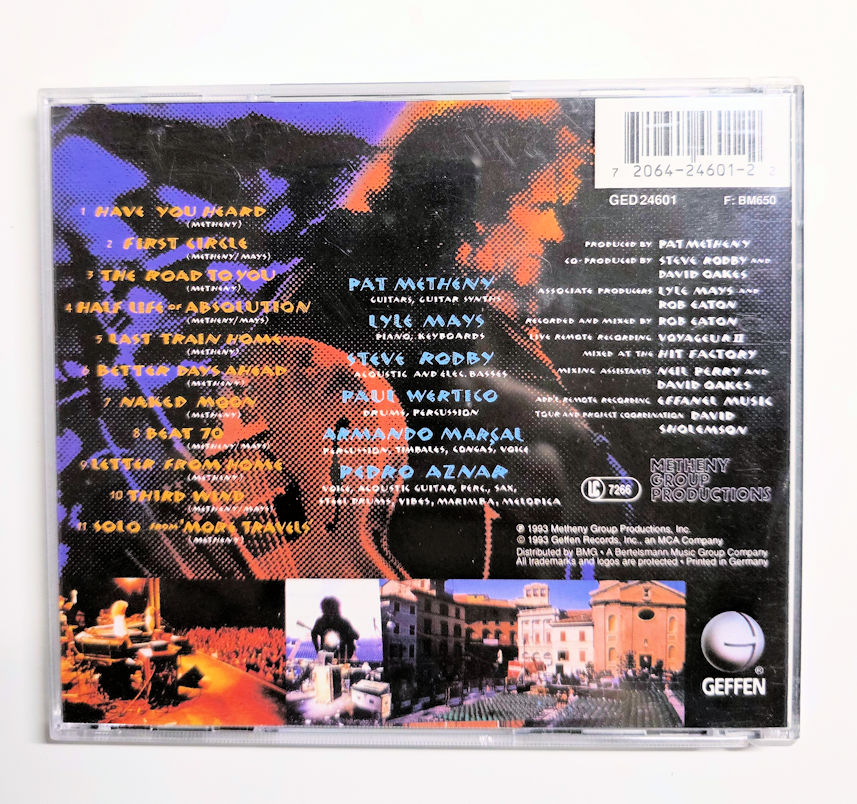 1 HAVE YOU HEARD
(METHENY)
2 FIRST CIRCLE
(METHENY/MAYS)
3 THE ROAD TO YOU
(METHENY)
4 HALF LIFE OF ABSOLUTION
(METHENY/MAYS)
5 LAST TRAIN HOME
(METHENY)
6 BETTER DAYS AHEAD
(METHENY)
7 NAKED MOON
(METHENY)
8 BEAT 70
(METHENY/MAYS)
9 LETTER FROM HOME
(METHENY)
10 THIRD WIND
(METHENY/MAYS)
11 SOLO FROM "MORE TRAVELS"
(METHENY)
PAT METHENY
GUITARS, GUITAR SYNTHS
LYLE MAYS
PIANO, KEYBOARDS
STEVE RODBY
ACOUSTIC AND ELEC. BASSES
PAUL WERTICO
DRUMS, PERCUSSION
ARMANDO MARÇAL
PERCUSSION, TIMBALES, CONGAS, VOICE
PEDRO AZNAR
VOICE, ACOUSTIC GUITAR, PERC., SAX,
STEEL DRUMS, VIBES, MARIMBA, MELODICA
7 2064-24601-2 2
GED 24601 F: BM650
PRODUCED BY PAT METHENY
CO-PRODUCED BY STEVE RODBY AND
DAVID OAKES
ASSOCIATE PRODUCERS LYLE MAYS AND
ROB EATON
RECORDED AND MIXED BY ROB EATON
LIVE REMOTE RECORDING VOYAGEUR II
MIXED AT THE HIT FACTORY
MIXING ASSISTANTS NEIL PERRY AND
DAVID OAKES
ADD'L REMOTE RECORDING EFFANEL MUSIC
TOUR AND PROJECT COORDINATION DAVID
SHOLEMSON
LC 7266
METHENY
GROUP
PRODUCTIONS
℗ 1993 Metheny Group Productions, Inc.
© 1993 Geffen Records, Inc., an MCA Company
Distributed by BMG • A Bertelsmann Music Group Company
All trademarks and logos are protected • Printed in Germany
GEFFEN
®